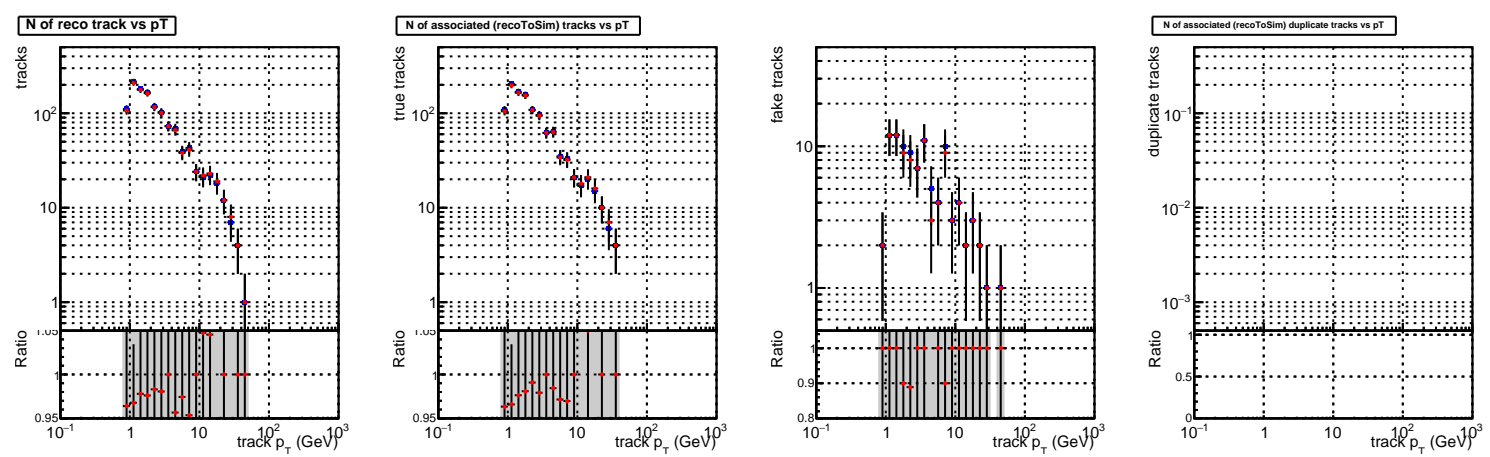 N of reco track vs pT
tracks
10²
10
1
Ratio
1.05
1
0.95
10⁻¹ 1 10 10² 10³
track p_T (GeV)
N of associated (recoToSim) tracks vs pT
true tracks
10²
10
1
Ratio
1.05
1
0.95
10⁻¹ 1 10 10² 10³
track p_T (GeV)
fake tracks
10
1
Ratio
1
0.9
0.8
10⁻¹ 1 10 10² 10³
track p_T (GeV)
N of associated (recoToSim) duplicate tracks vs pT
duplicate tracks
10⁻¹
10⁻²
10⁻³
Ratio
1
0.5
0
10⁻¹ 1 10 10² 10³
track p_T (GeV)